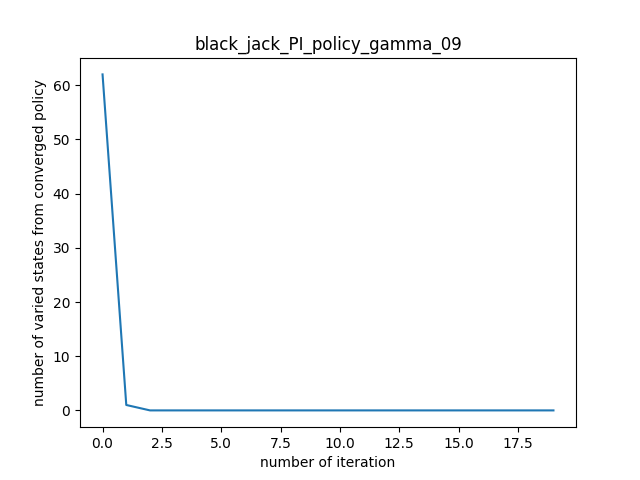 black_jack_PI_policy_gamma_09
number of varied states from converged policy
60
50
40
30
20
10
0
0.0 2.5 5.0 7.5 10.0 12.5 15.0 17.5
number of iteration